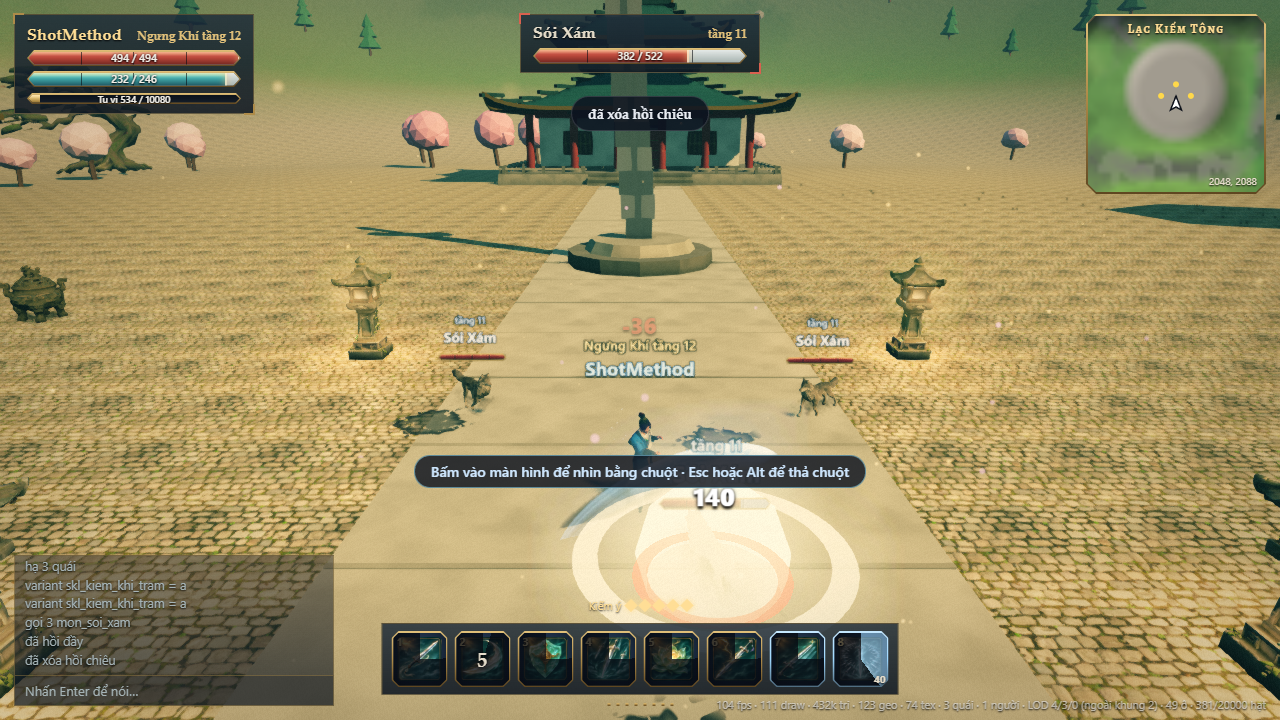 ShotMethod Ngưng Khí tầng 12
494 / 494
232 / 246
Tu vi 534 / 10080
Sói Xám tầng 11
382 / 522
đã xóa hồi chiêu
LẠC KIẾM TÔNG
2048, 2088
tầng 11
Sói Xám
-36
Ngưng Khí tầng 12
ShotMethod
tầng 11
Sói Xám
tầng 11
Bấm vào màn hình để nhìn bằng chuột · Esc hoặc Alt để thả chuột
140
hạ 3 quái
variant skl_kiem_khi_tram = a
variant skl_kiem_khi_tram = a
gọi 3 mon_soi_xam
đã hồi đầy
đã xóa hồi chiêu
Nhấn Enter để nói...
Kiếm ý
5
40
104 fps · 111 draw · 432k tri · 123 geo · 74 tex · 3 quái · 1 người · LOD 4/3/0 (ngoài khung 2)